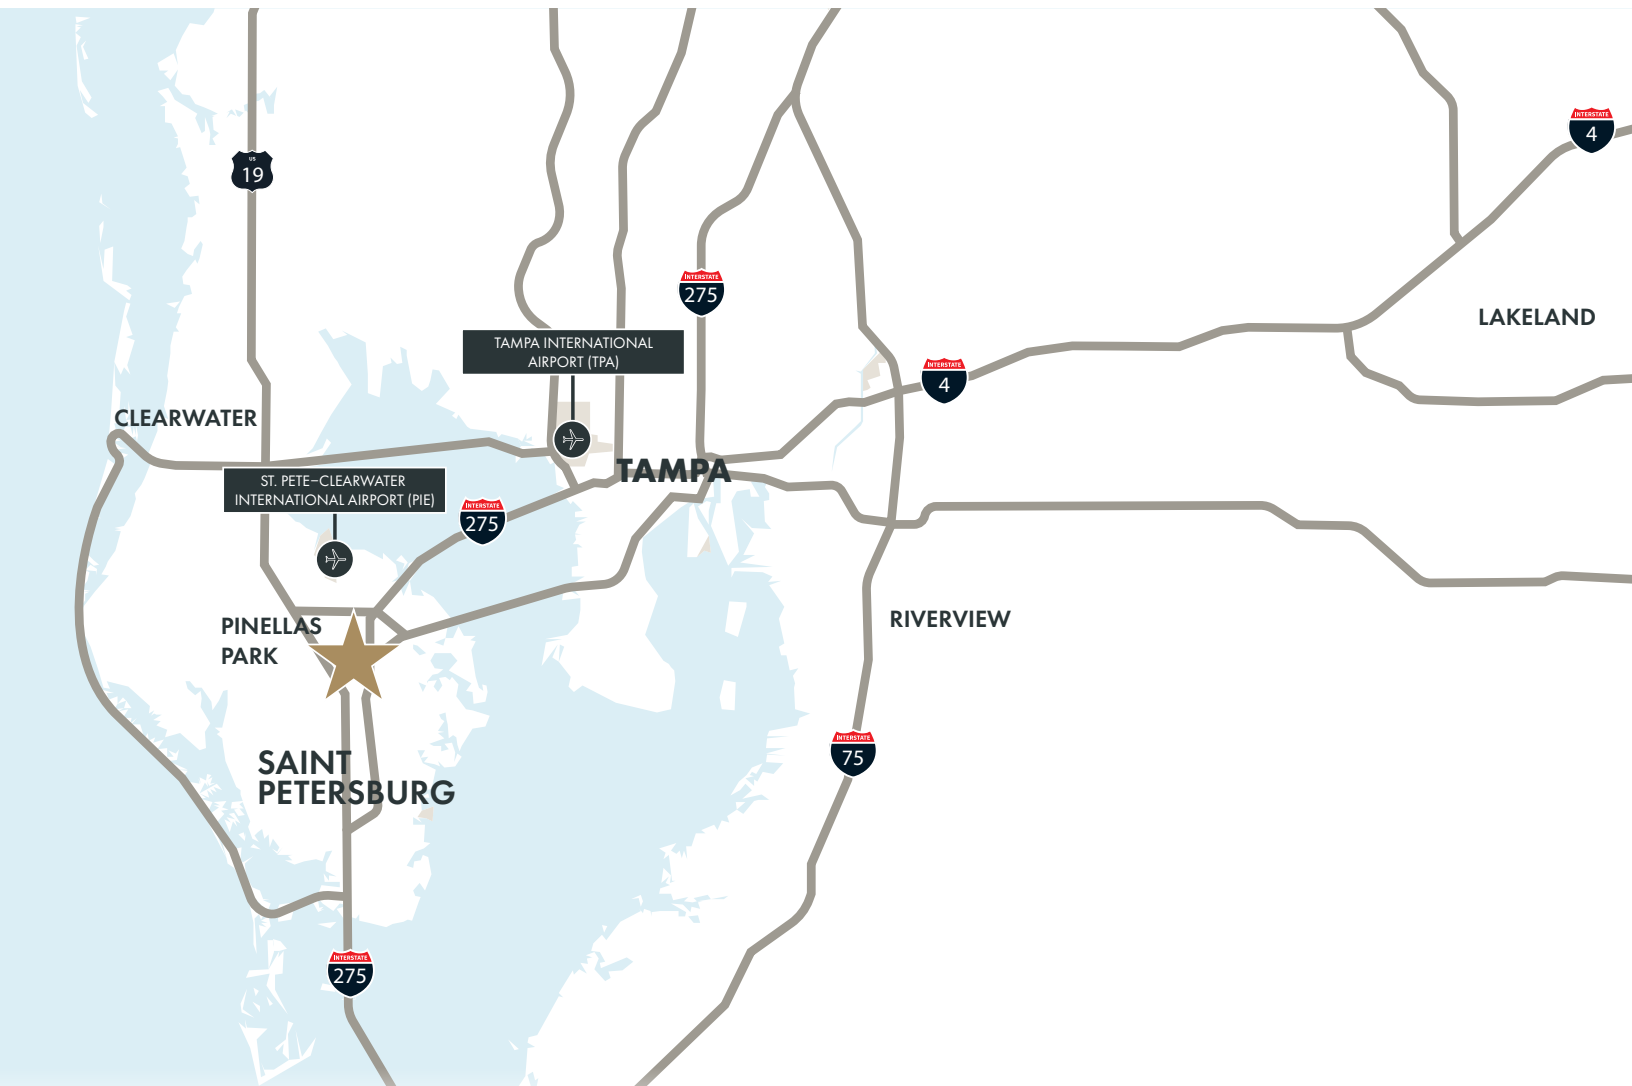 INTERSTATE
4
US
19
INTERSTATE
275
LAKELAND
TAMPA INTERNATIONAL
AIRPORT (TPA)
INTERSTATE
4
CLEARWATER
TAMPA
ST. PETE–CLEARWATER
INTERNATIONAL AIRPORT (PIE)
INTERSTATE
275
PINELLAS
PARK
RIVERVIEW
INTERSTATE
75
SAINT
PETERSBURG
INTERSTATE
275